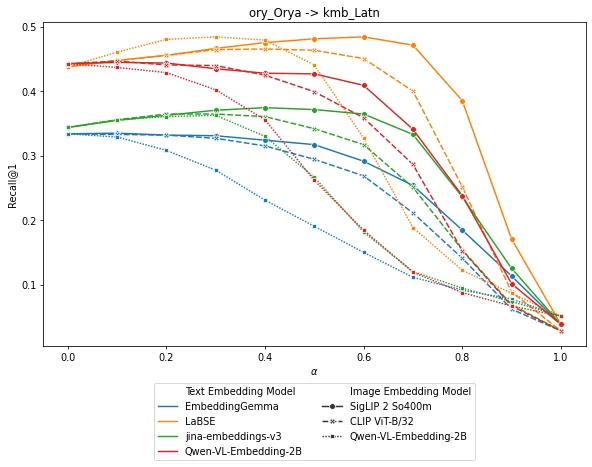 ory_Orya -> kmb_Latn
0.5
0.4
0.3
0.2
0.1
Recall@1
0.0 0.2 0.4 0.6 0.8 1.0
α
Text Embedding Model Image Embedding Model
EmbeddingGemma SigLIP 2 So400m
LaBSE CLIP ViT-B/32
jina-embeddings-v3 Qwen-VL-Embedding-2B
Qwen-VL-Embedding-2B